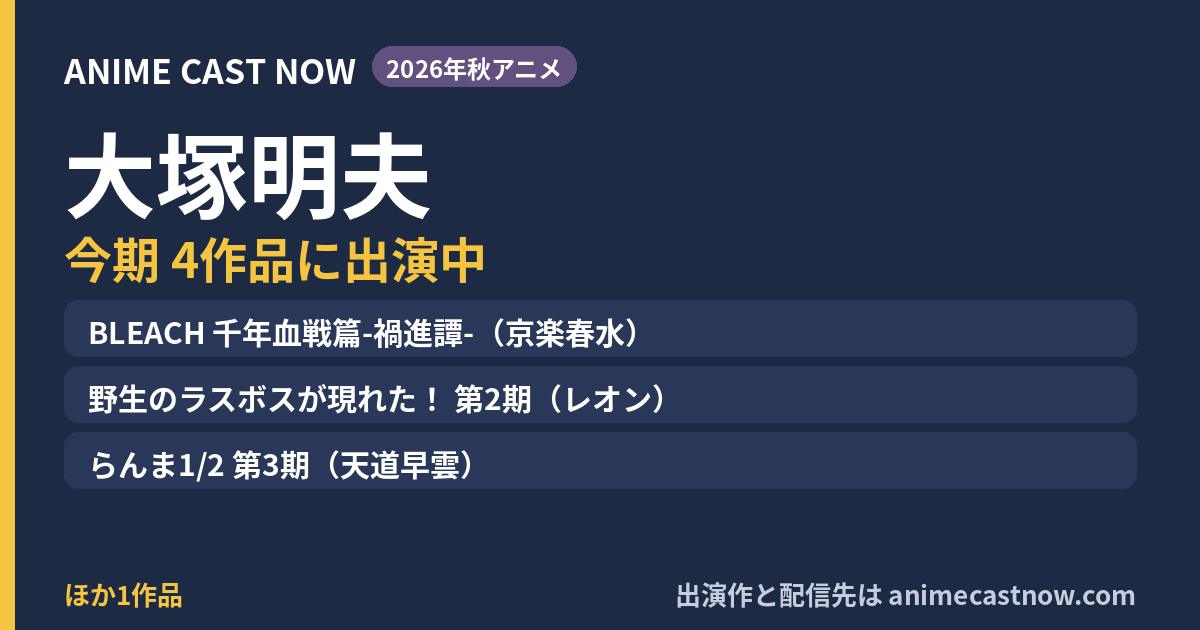 ANIME CAST NOW 2026年秋アニメ
大塚明夫
今期 4作品に出演中
BLEACH 千年血戦篇-禍進譚-（京楽春水）
野生のラスボスが現れた！ 第2期（レオン）
らんま1/2 第3期（天道早雲）
ほか1作品
出演作と配信先は animecastnow.com